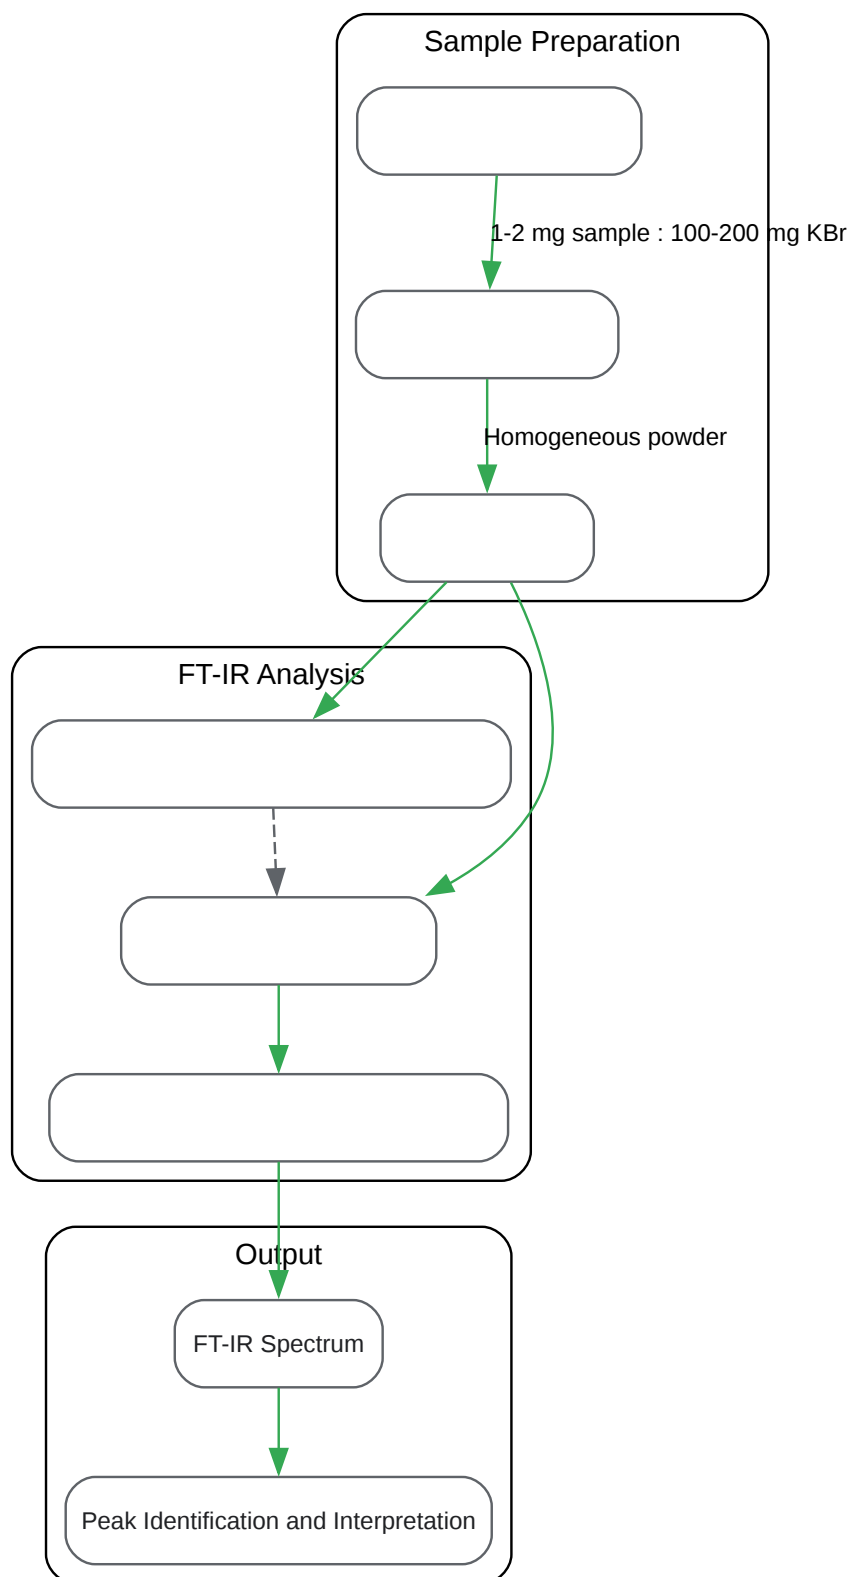 Sample Preparation
1-2 mg sample : 100-200 mg KBr
Homogeneous powder
FT-IR Analysis
Output
FT-IR Spectrum
Peak Identification and Interpretation